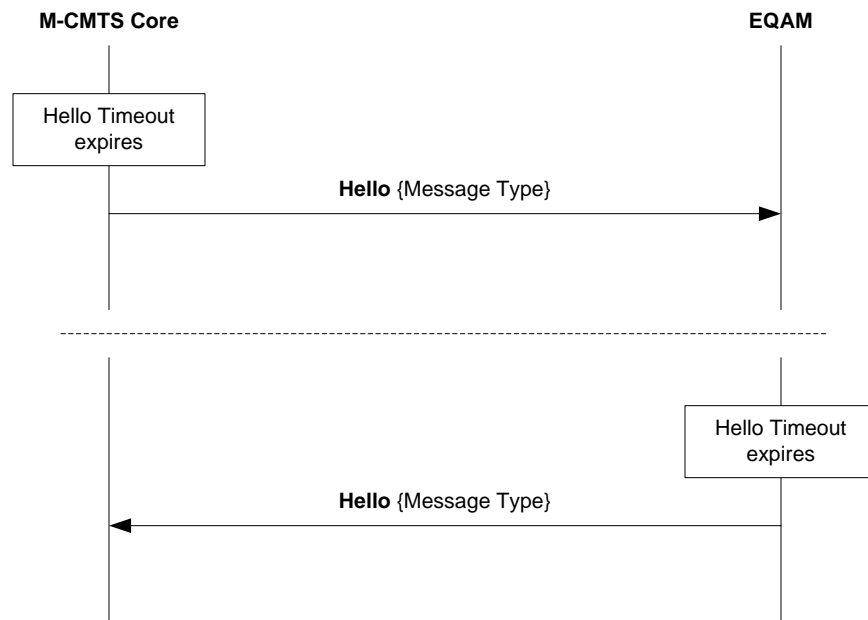 M-CMTS Core
EQAM
Hello Timeout
expires
Hello {Message Type}
Hello Timeout
expires
Hello {Message Type}